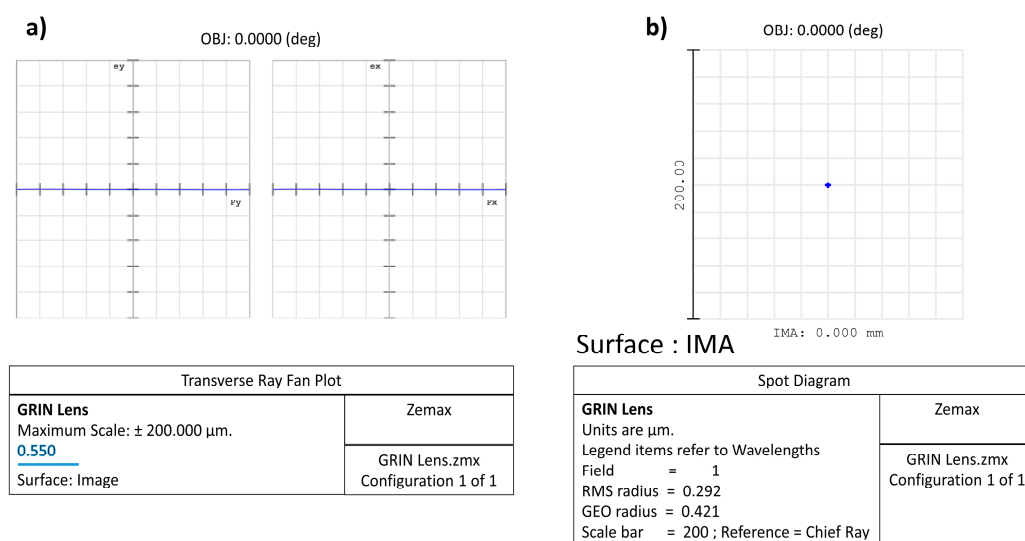 a)
OBJ: 0.0000 (deg)
ey
Py
ex
Px
Transverse Ray Fan Plot
GRIN Lens
Maximum Scale: ± 200.000 µm.
0.550
Surface: Image
Zemax
GRIN Lens.zmx
Configuration 1 of 1
b)
OBJ: 0.0000 (deg)
200.00
IMA: 0.000 mm
Surface : IMA
Spot Diagram
GRIN Lens
Units are µm.
Legend items refer to Wavelengths
Field = 1
RMS radius = 0.292
GEO radius = 0.421
Scale bar = 200 ; Reference = Chief Ray
Zemax
GRIN Lens.zmx
Configuration 1 of 1